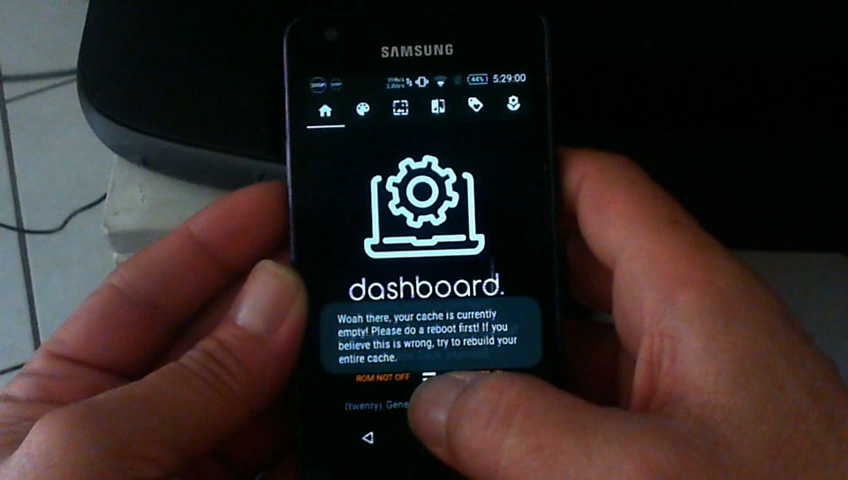 SAMSUNG
44% 5:29:00
dashboard.
Woah there, your cache is currently
empty! Please do a reboot first! If you
believe this is wrong, try to rebuild your
entire cache.
ROM NOT OFF
(twenty). Gene